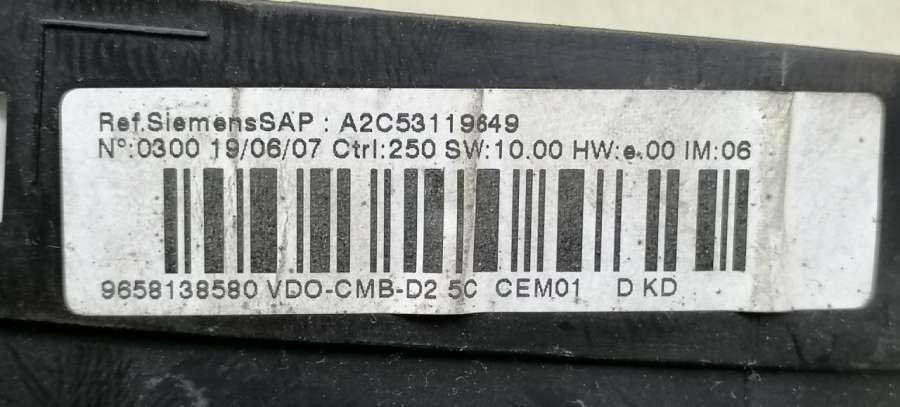 Ref.SiemensSAP : A2C53119649
N°:0300 19/06/07 Ctrl:250 SW:10.00 HW:e.00 IM:06
9658138580 VDO-CMB-D2 5C CEM01 D KD